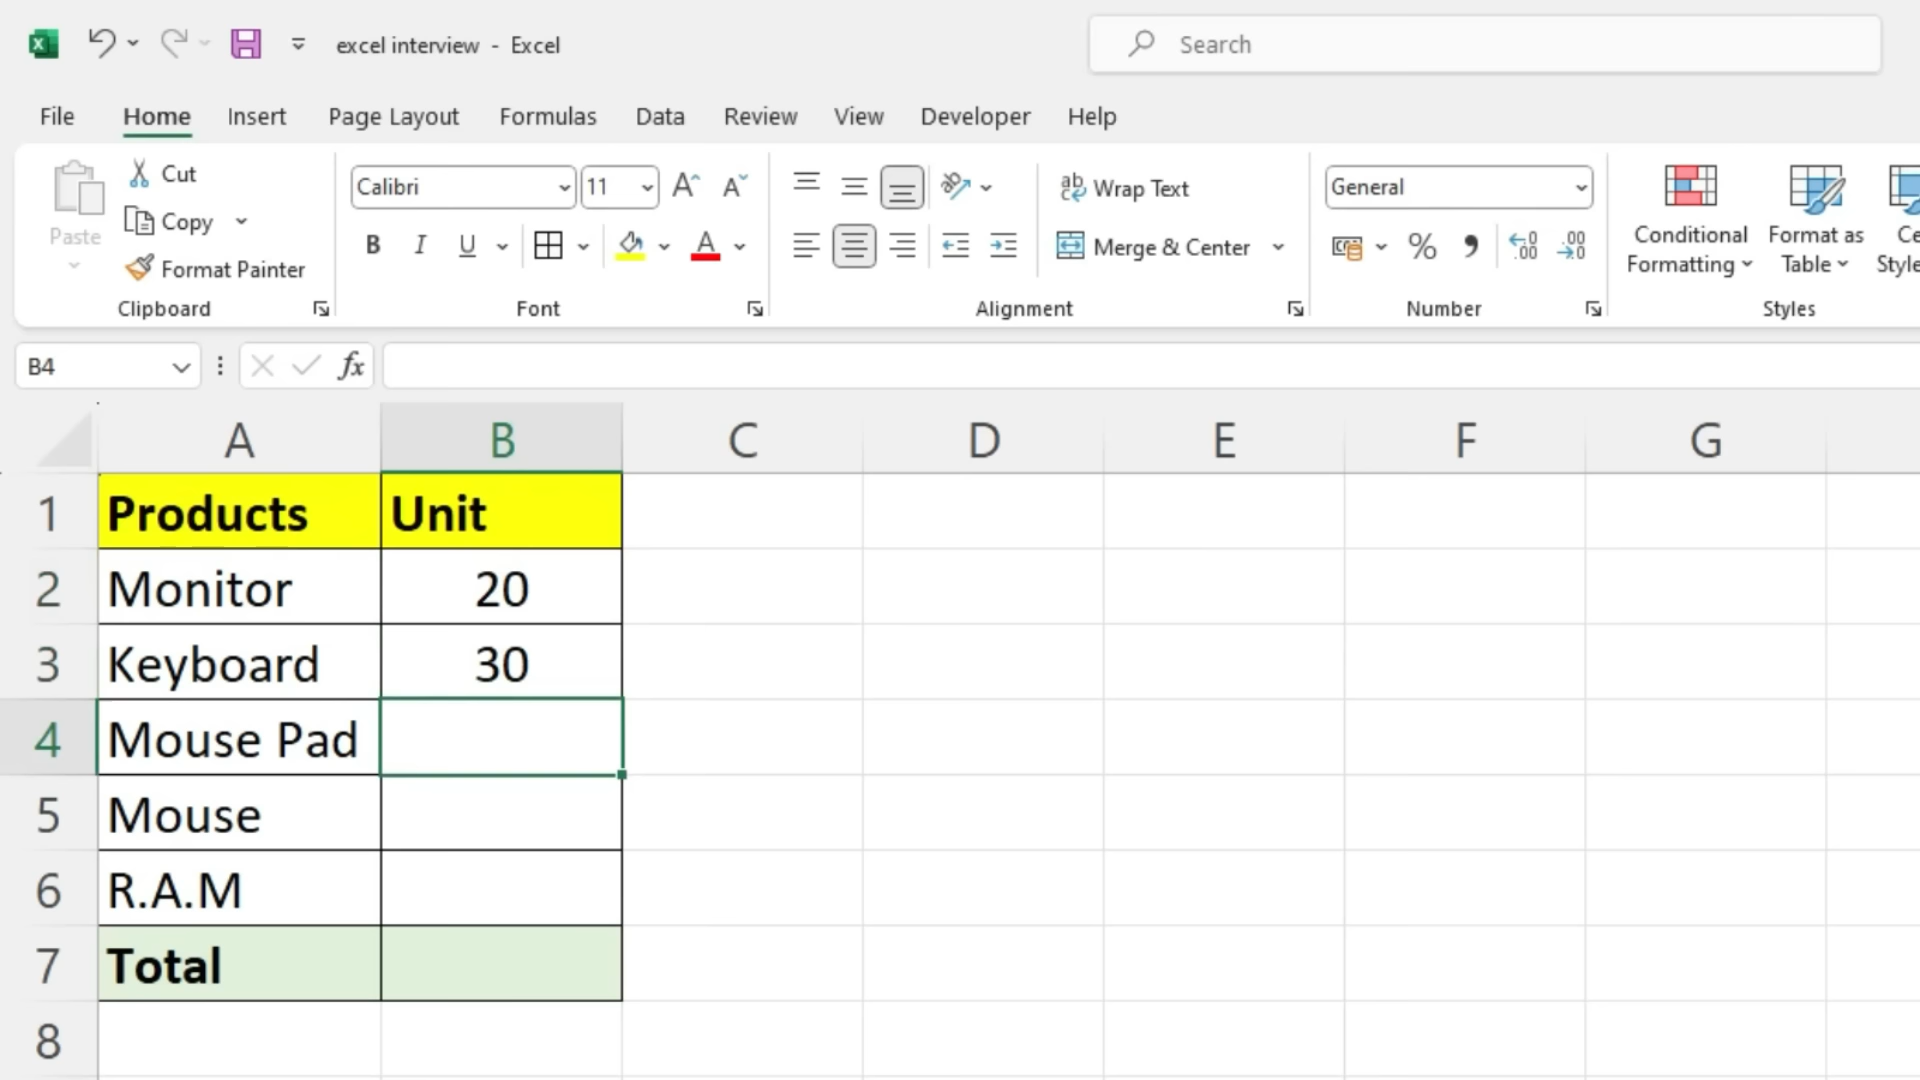 excel interview - Excel
Search
File Home Insert Page Layout Formulas Data Review View Developer Help
Paste
Cut
Copy
Format Painter
Clipboard
Calibri 11
B I U
Font
Wrap Text
Merge & Center
Alignment
General
Number
Conditional Formatting
Format as Table
Styles
B4 fx
A B C D E F G
1 Products Unit
2 Monitor 20
3 Keyboard 30
4 Mouse Pad
5 Mouse
6 R.A.M
7 Total
8